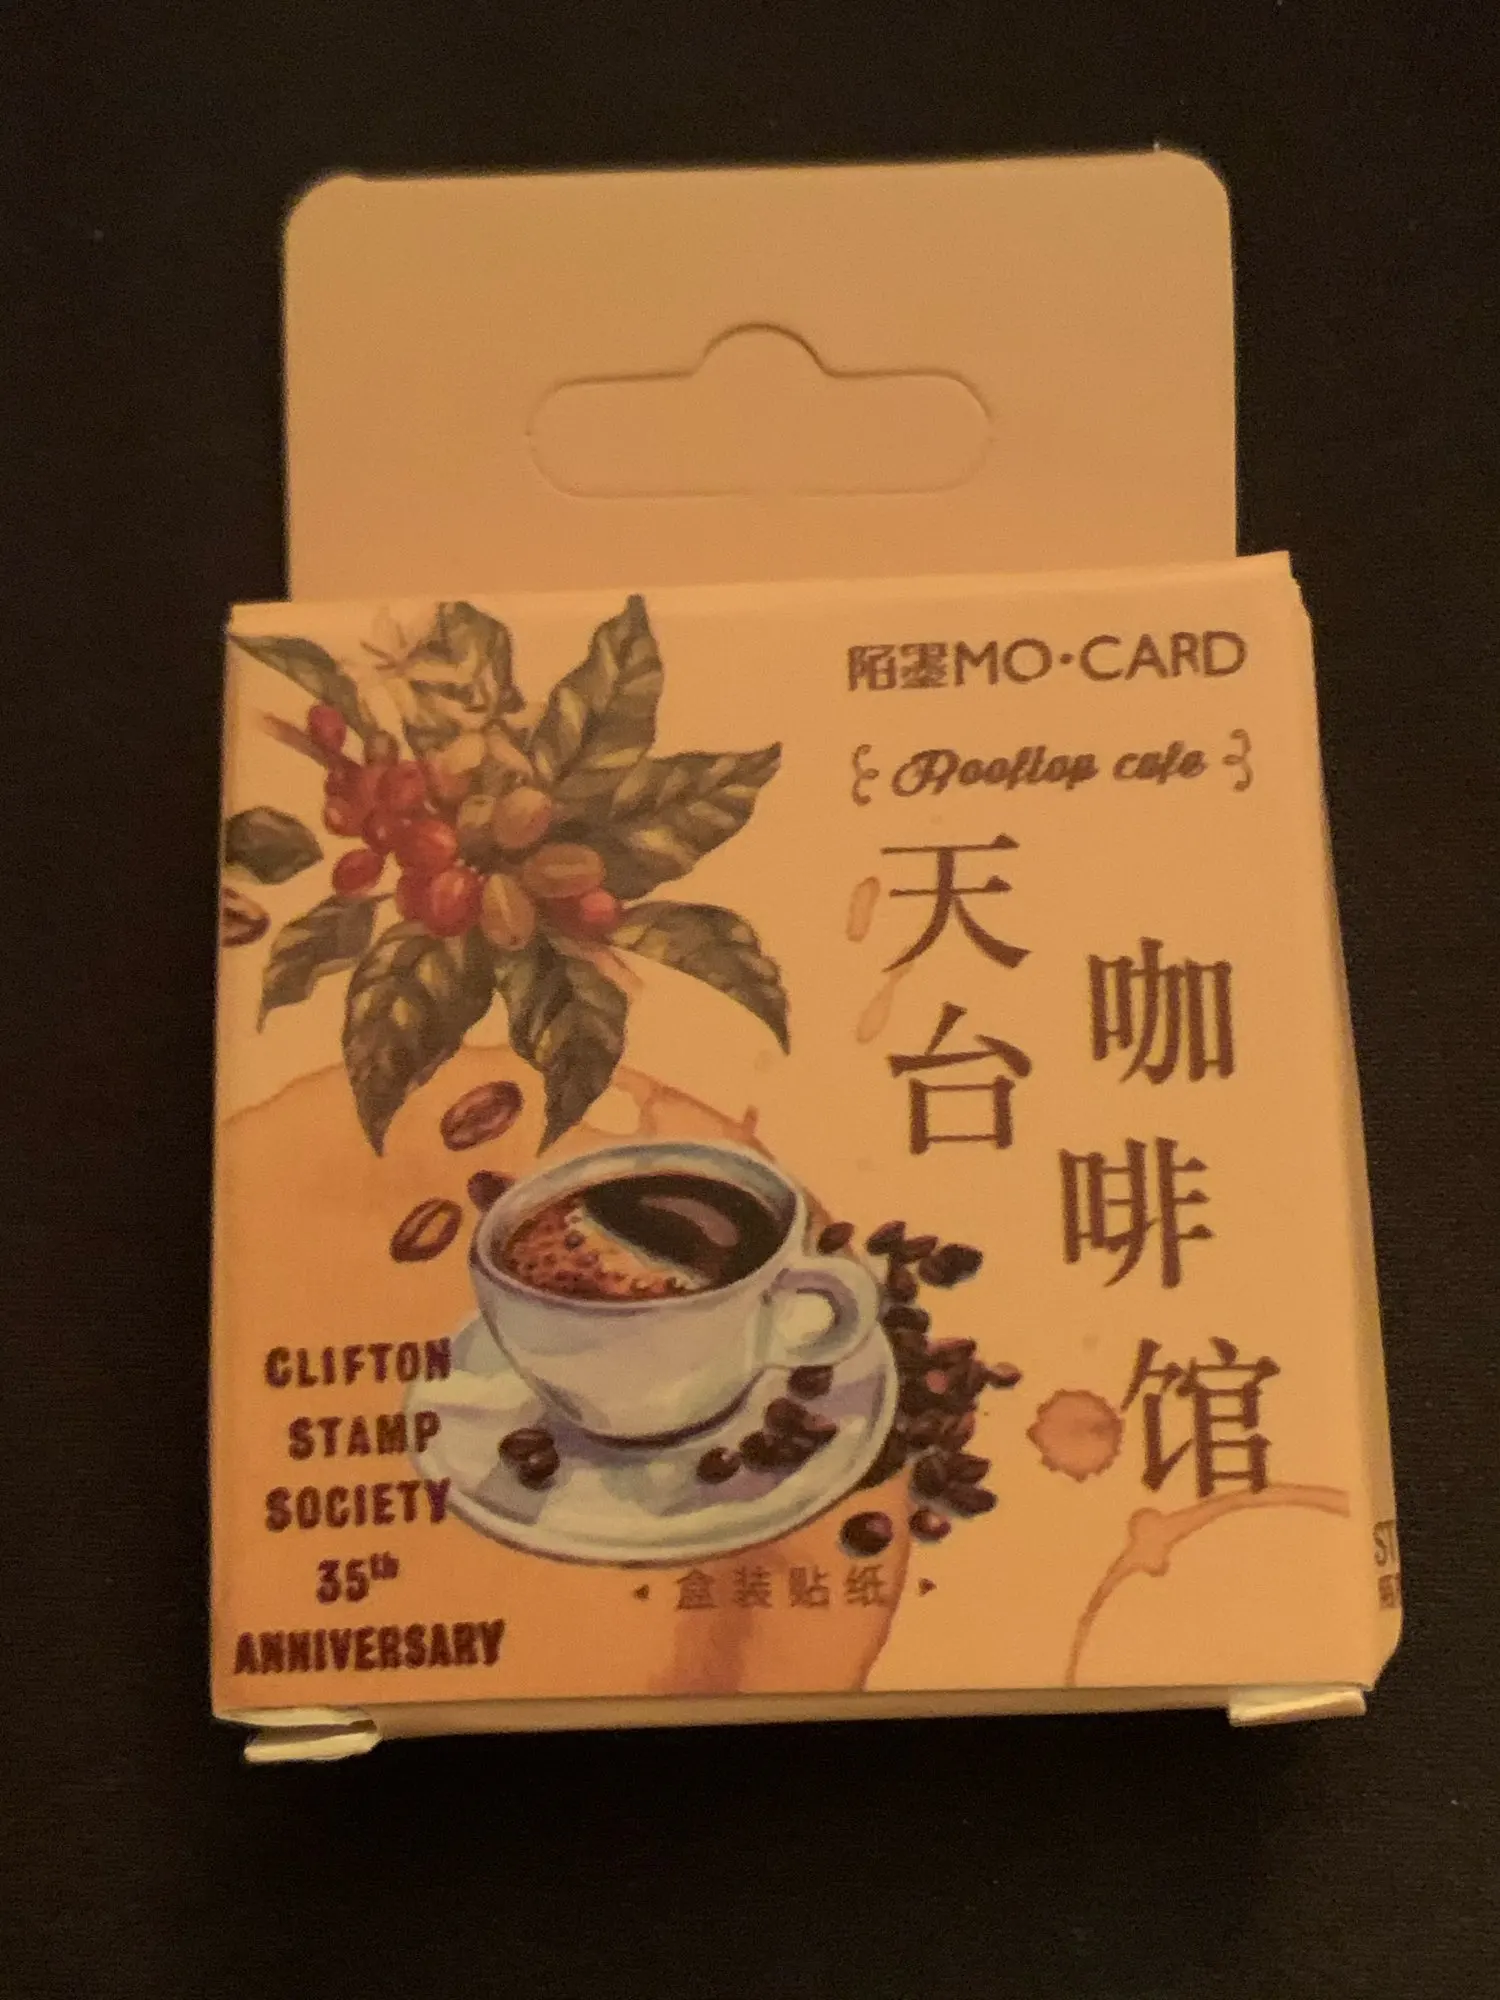 陌墨MO·CARD
Rooftop cafe
天台
咖啡馆
CLIFTON
STAMP
SOCIETY
35th
ANNIVERSARY
盒装贴纸